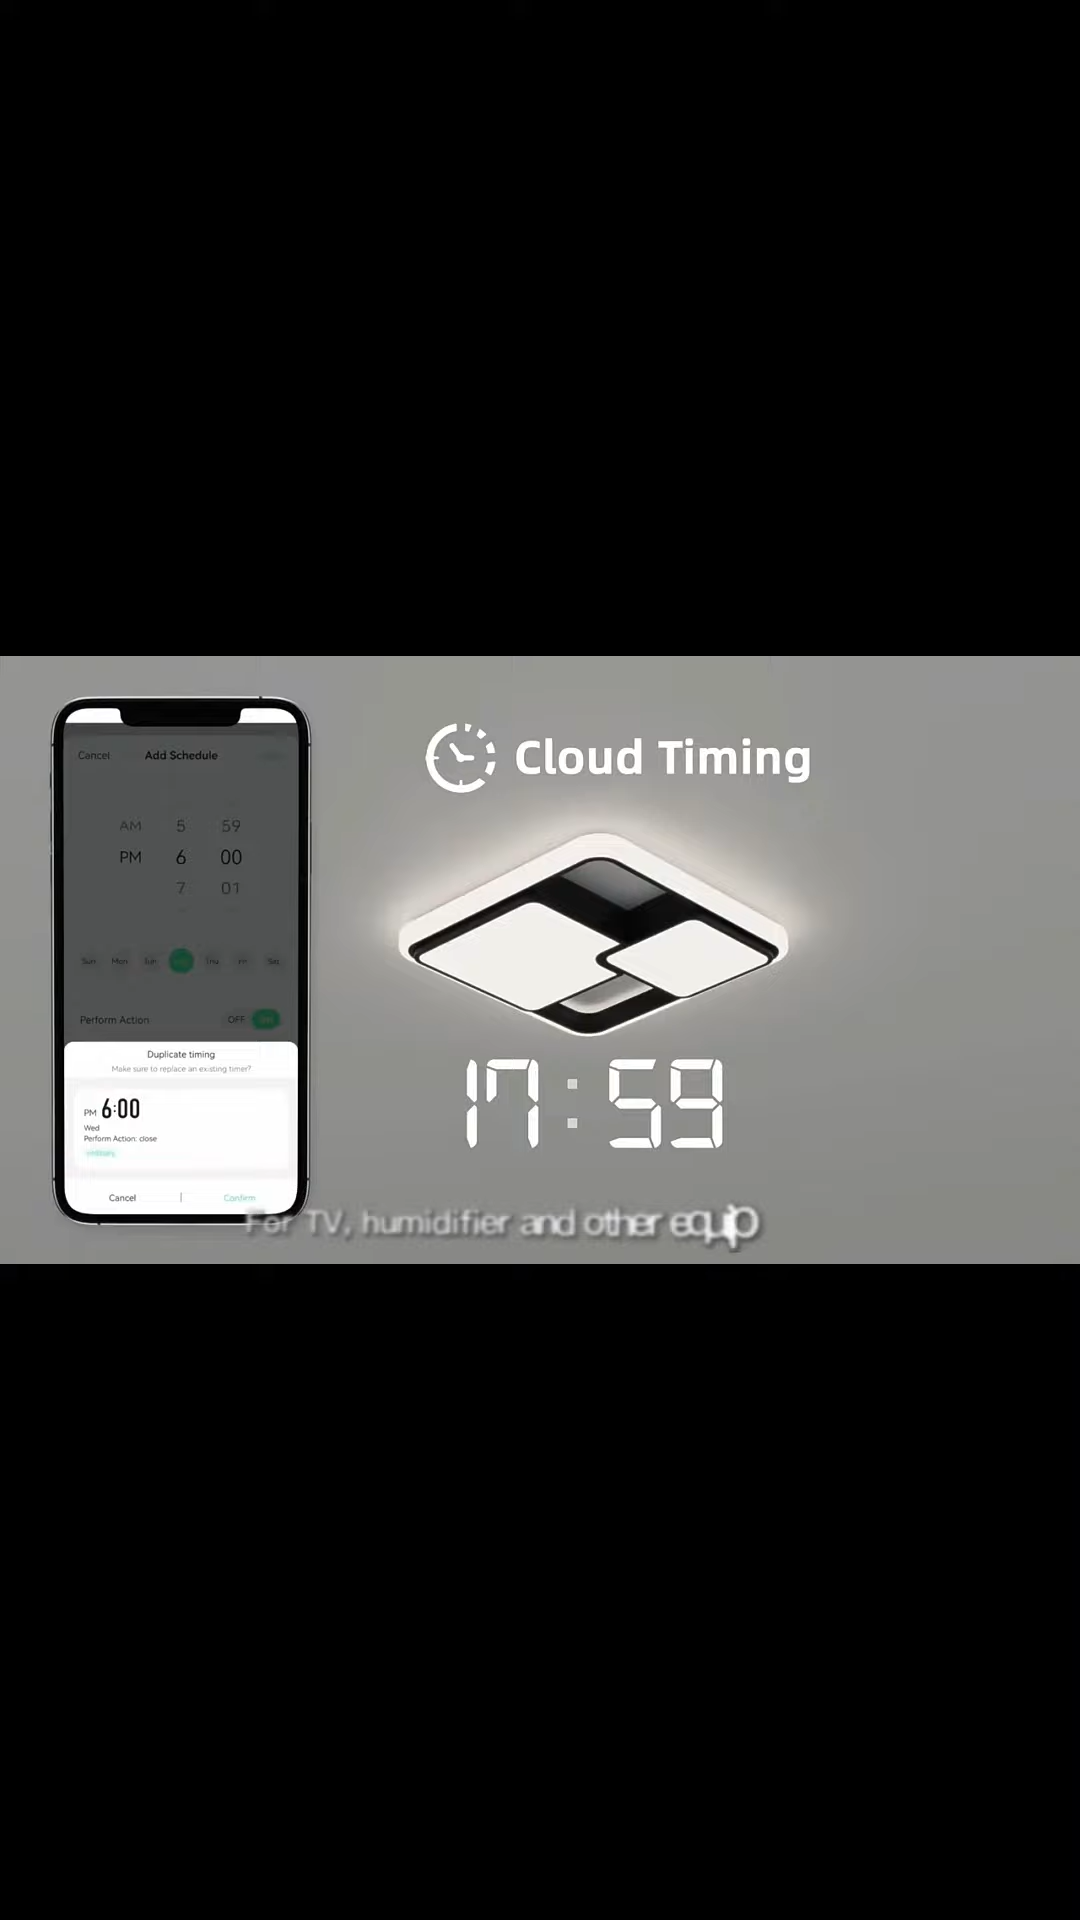 Cloud Timing
Cancel
Add Schedule
AM 5 59
PM 6 00
7 01
Sun Mon Thu Fri Sat
Perform Action OFF
Duplicate timing
Make sure to replace an existing timer?
PM 6:00
Wed
Perform Action: close
Cancel | Confirm
17:59
For TV, humidifier and other equip